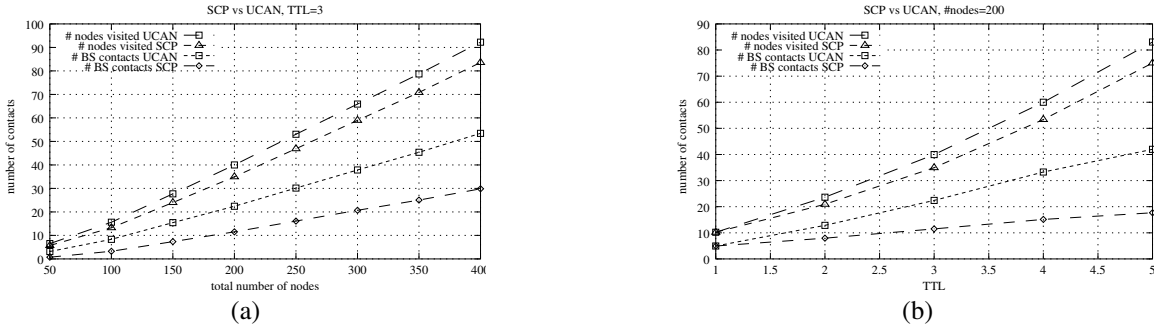 SCP vs UCAN, TTL=3
# nodes visited UCAN
# nodes visited SCP
# BS contacts UCAN
# BS contacts SCP
number of contacts
100
90
80
70
60
50
40
30
20
10
0
50 100 150 200 250 300 350 400
total number of nodes
(a)
SCP vs UCAN, #nodes=200
# nodes visited UCAN
# nodes visited SCP
# BS contacts UCAN
# BS contacts SCP
number of contacts
90
80
70
60
50
40
30
20
10
0
1 1.5 2 2.5 3 3.5 4 4.5 5
TTL
(b)